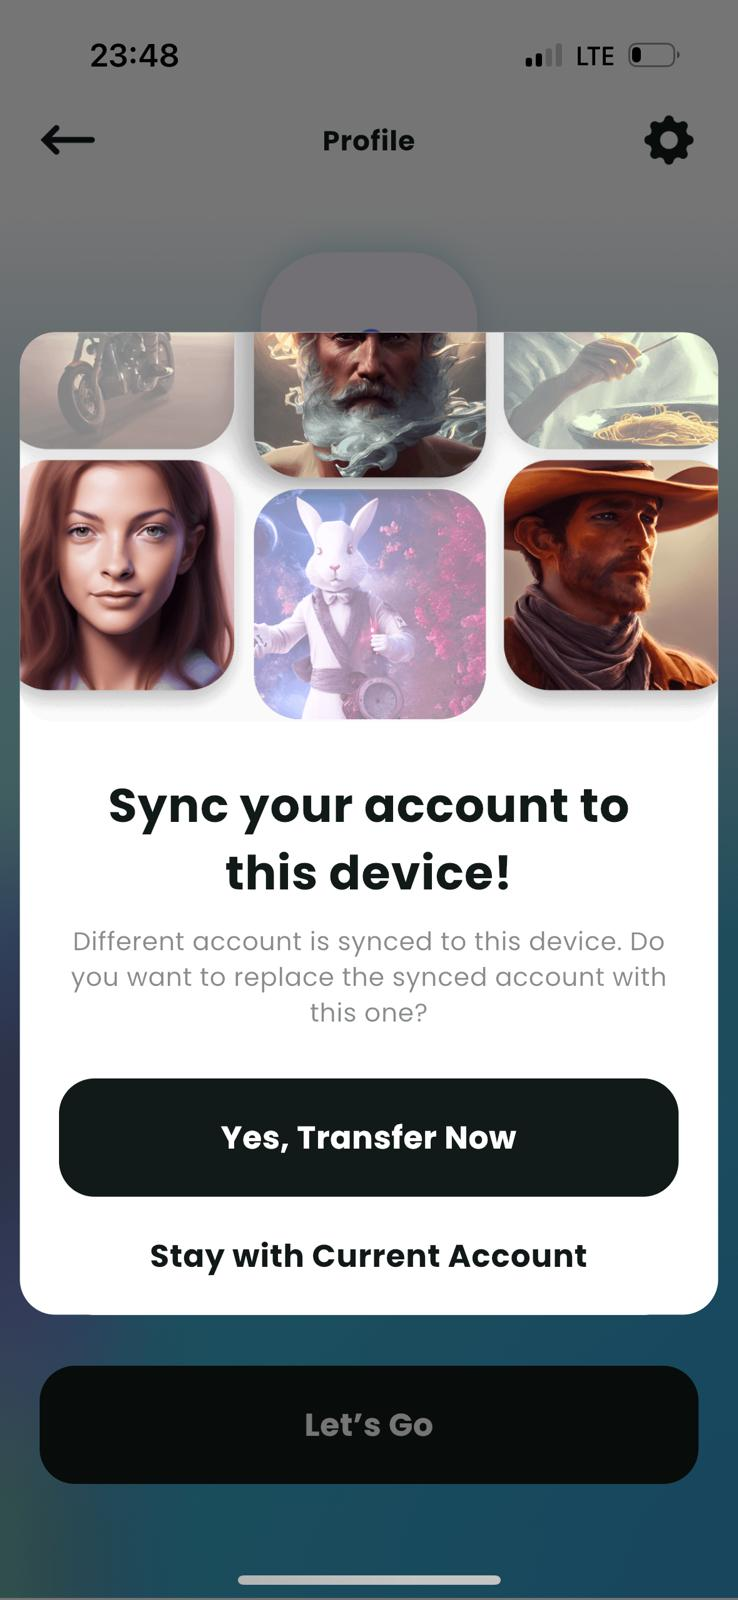 23:48
LTE
Profile
Sync your account to
this device!
Different account is synced to this device. Do
you want to replace the synced account with
this one?
Yes, Transfer Now
Stay with Current Account
Let’s Go